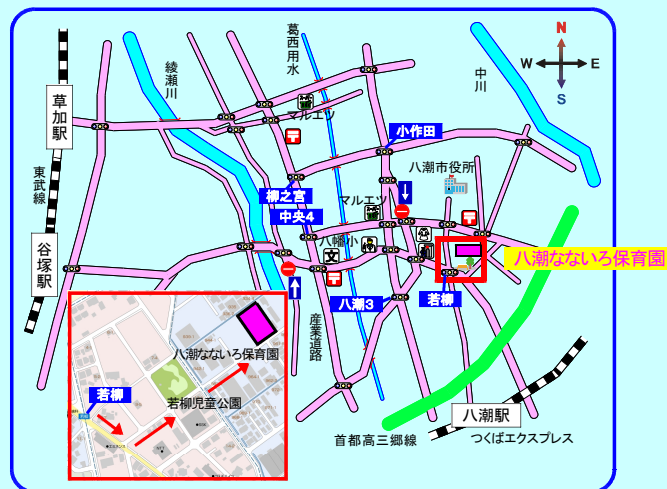 N
W
E
S
葛西用水
綾瀬川
中川
草加駅
マルエツ
小作田
東武線
八潮市役所
柳之宮
マルエツ
中央4
八幡小
文
谷塚駅
八潮なないろ保育園
八潮3
若柳
産業道路
八潮なないろ保育園
若柳
若柳児童公園
八潮駅
首都高三郷線
つくばエクスプレス